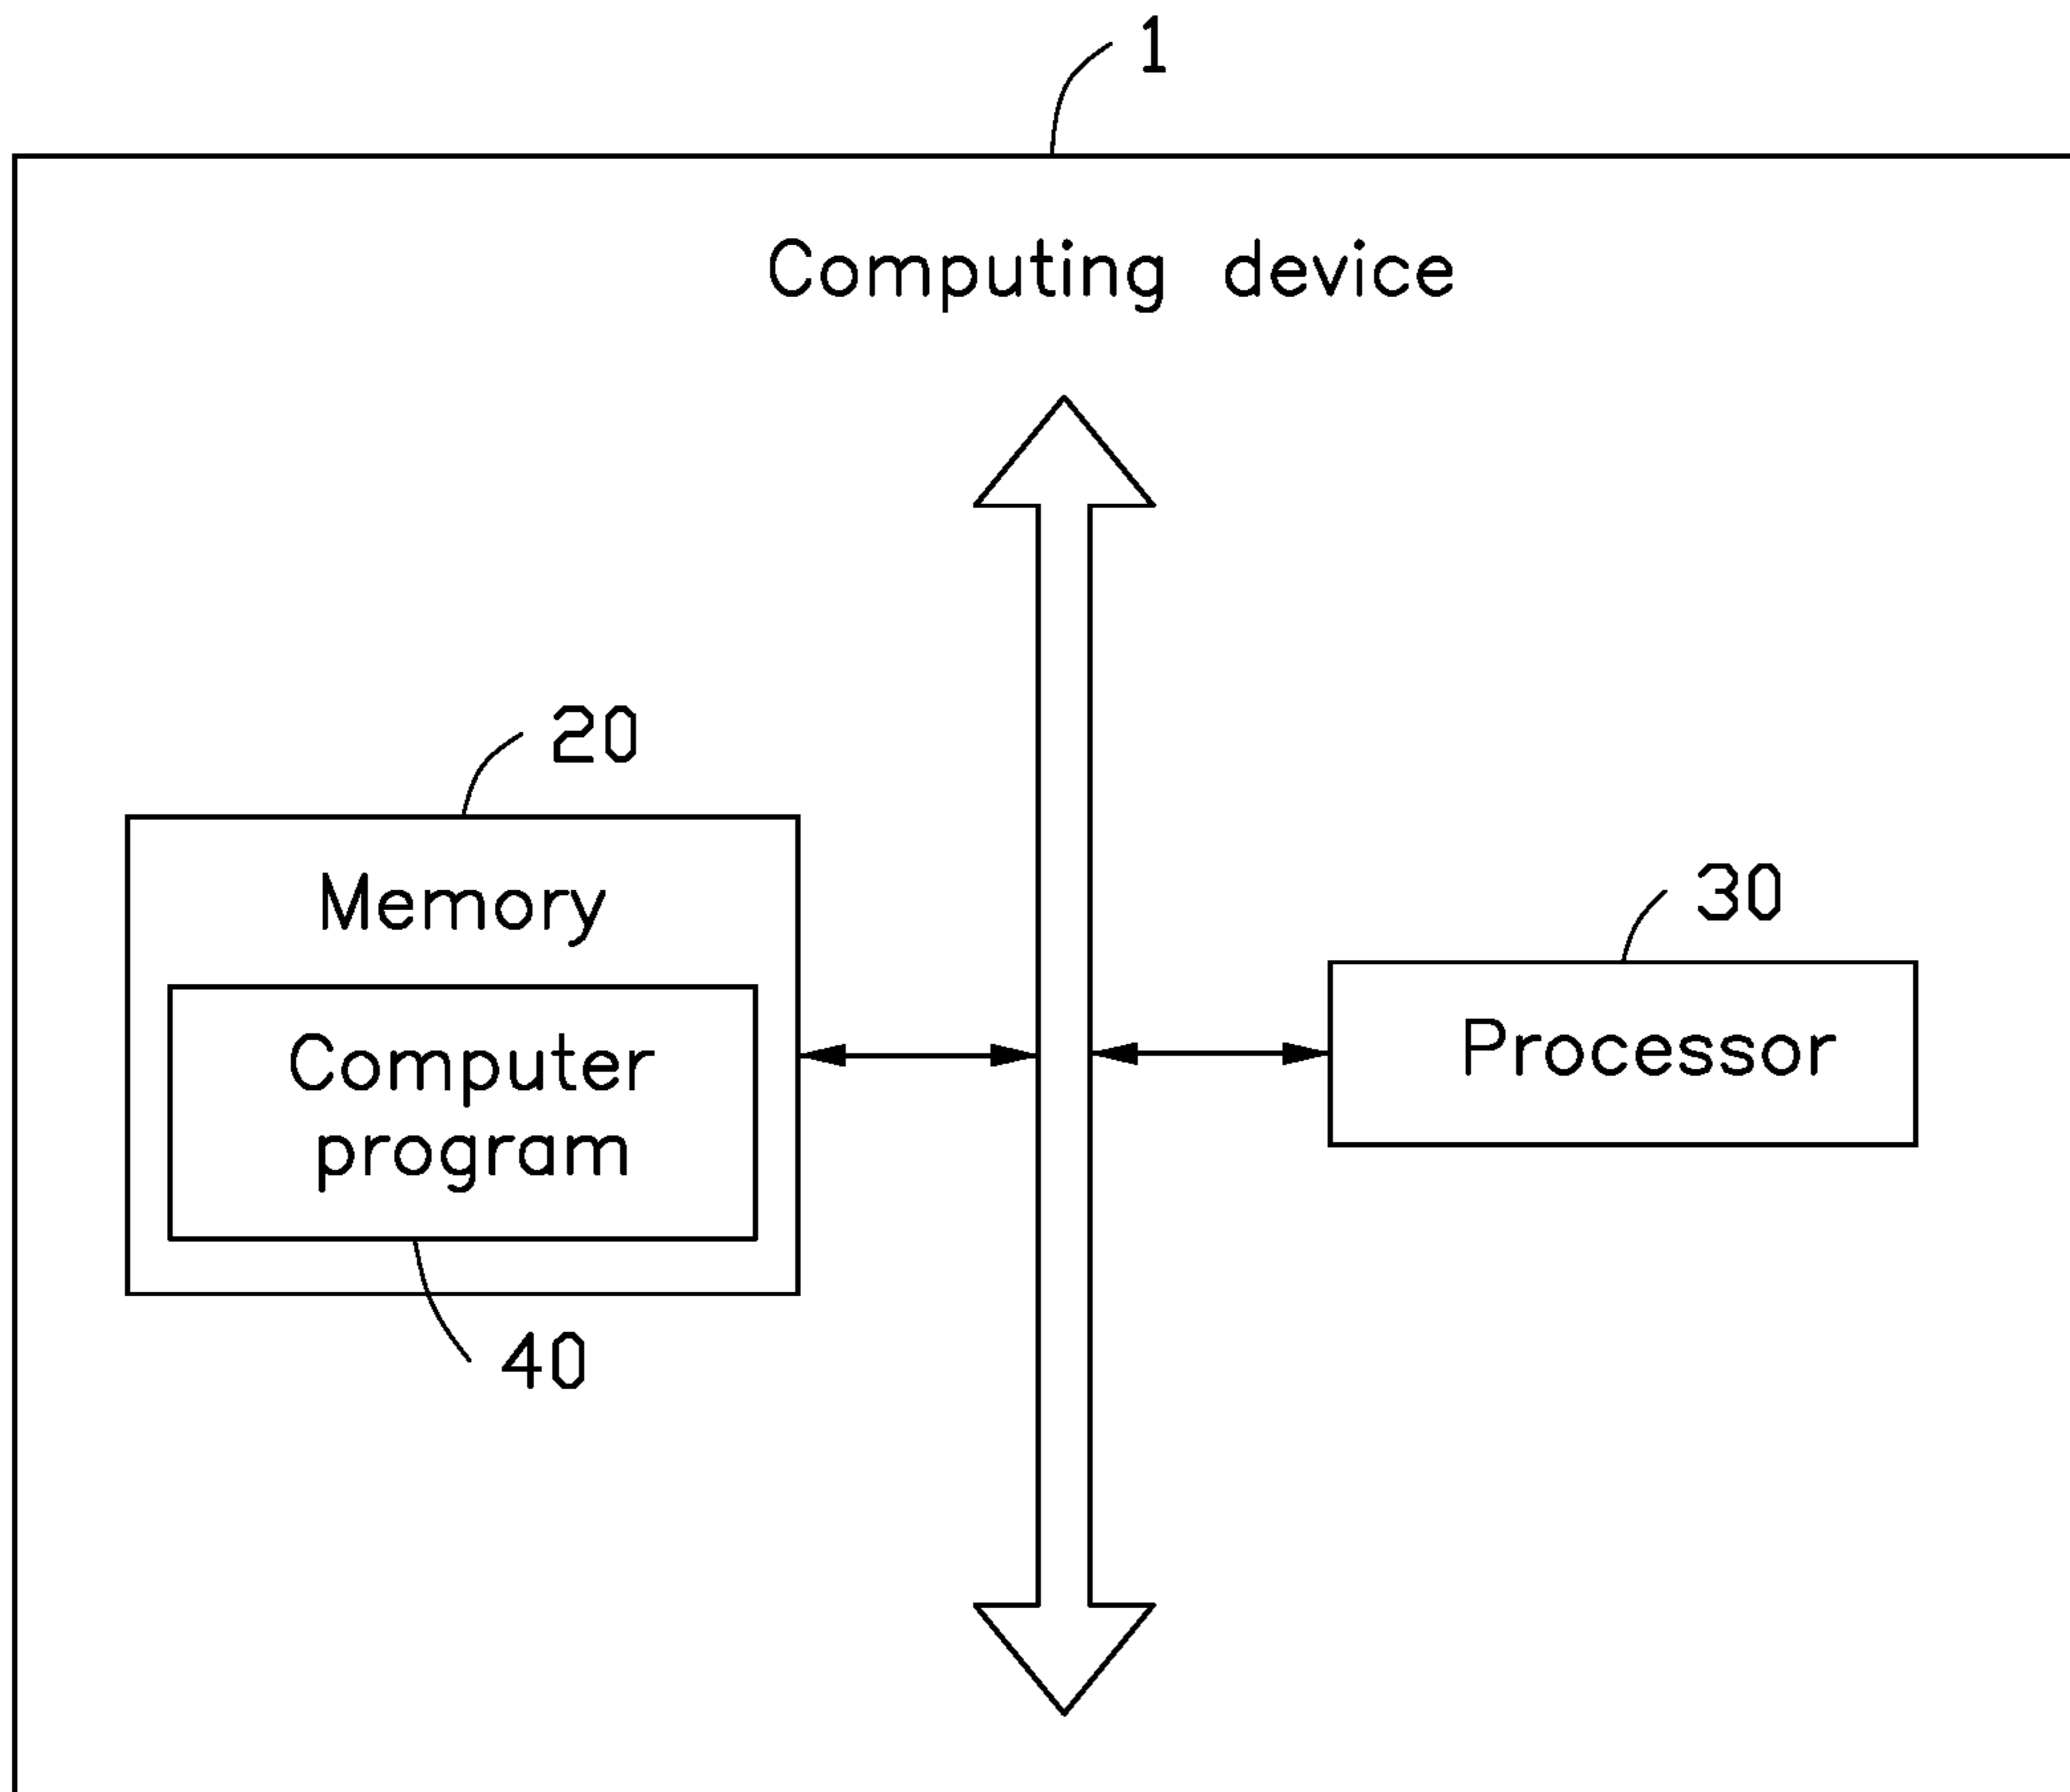 1
Computing device
20
Memory
30
Processor
Computer
program
40